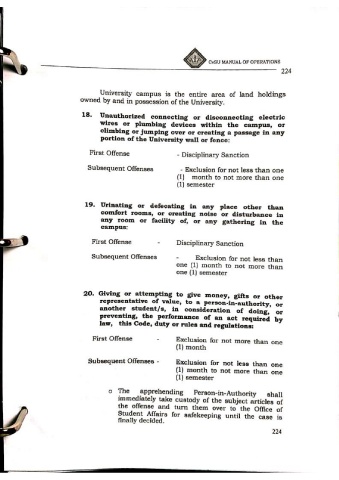 CvSU MANUAL OF OPERATIONS
224
University campus is the entire area of land holdings
owned by and in possession of the University.
18. Unauthorized connecting or disconnecting electric
wires or plumbing devices within the campus, or
climbing or jumping over or creating a passage in any
portion of the University wall or fence:
First Offense - Disciplinary Sanction
Subsequent Offenses - Exclusion for not less than one
(1) month to not more than one
(1) semester
19. Urinating or defecating in any place other than
comfort rooms, or creating noise or disturbance in
any room or facility of, or any gathering in the
campus:
First Offense - Disciplinary Sanction
Subsequent Offenses - Exclusion for not less than
one (1) month to not more than
one (1) semester
20. Giving or attempting to give money, gifts or other
representative of value, to a person-in-authority, or
another student/s, in consideration of doing, or
preventing, the performance of an act required by
law, this Code, duty or rules and regulations:
First Offense - Exclusion for not more than one
(1) month
Subsequent Offenses - Exclusion for not less than one
(1) month to not more than one
(1) semester
o The apprehending Person-in-Authority shall
immediately take custody of the subject articles of
the offense and turn them over to the Office of
Student Affairs for safekeeping until the case is
finally decided.
224